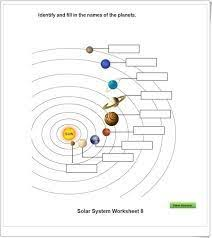 Identify and fill in the names of the planets.
SUN
Solar System Worksheet 8